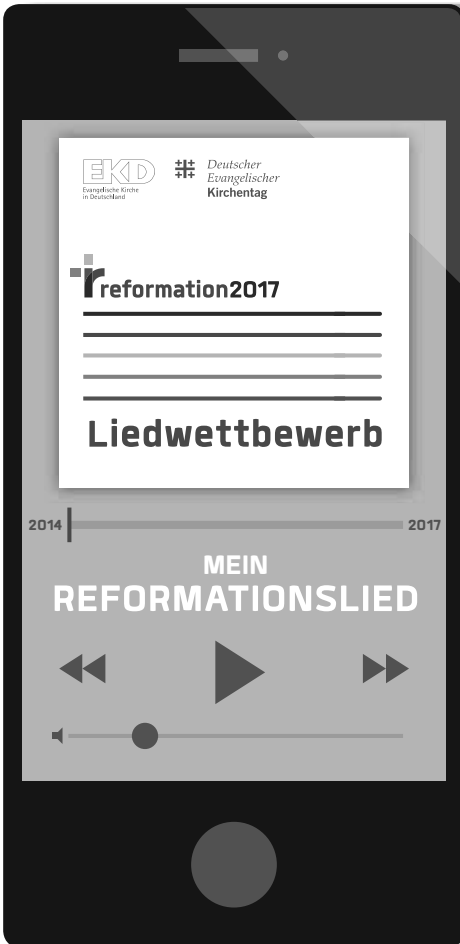 EKD
Evangelische Kirche
in Deutschland
Deutscher
Evangelischer
Kirchentag
reformation2017
Liedwettbewerb
2014
2017
MEIN
REFORMATIONSLIED